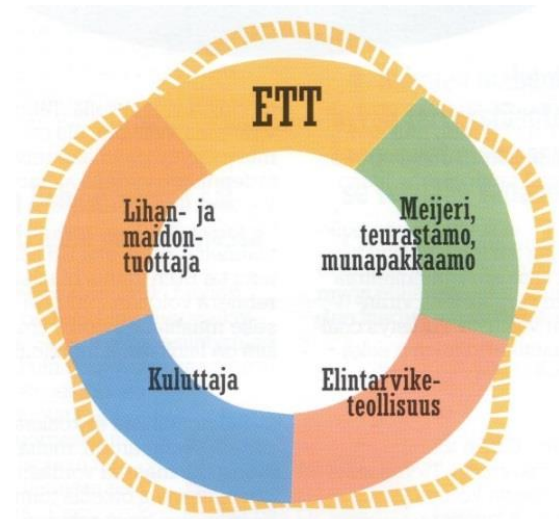 ETT
Lihan- ja
maidon-
tuottaja
Meijeri,
teurastamo,
munapakkaamo
Kuluttaja
Elintarvike-
teollisuus